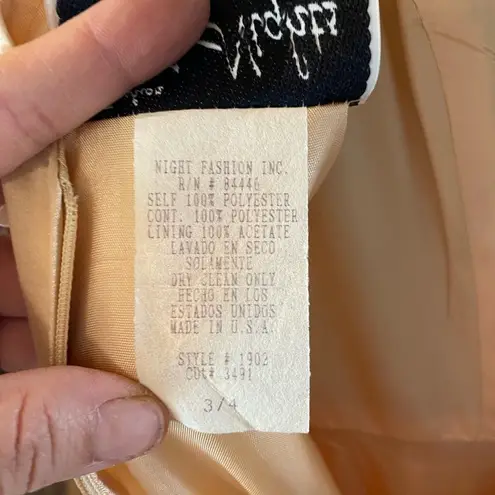 Nights
NIGHT FASHION INC.
R/N # 84446
SELF 100% POLYESTER
CONT. 100% POLYESTER
LINING 100% ACETATE
LAVADO EN SECO
SOLAMENTE
DRY CLEAN ONLY
HECHO EN LOS
ESTADOS UNIDOS
MADE IN U.S.A.
STYLE # 1902
CUT# 3491
3/4